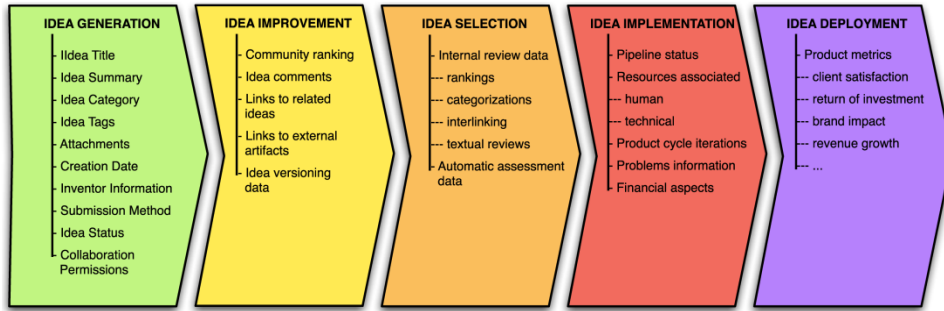 IDEA GENERATION
IIdea Title
Idea Summary
Idea Category
Idea Tags
Attachments
Creation Date
Inventor Information
Submission Method
Idea Status
Collaboration
Permissions
IDEA IMPROVEMENT
Community ranking
Idea comments
Links to related
ideas
Links to external
artifacts
Idea versioning
data
IDEA SELECTION
Internal review data
--- rankings
--- categorizations
--- interlinking
--- textual reviews
Automatic assessment
data
IDEA IMPLEMENTATION
Pipeline status
Resources associated
--- human
--- technical
Product cycle iterations
Problems information
Financial aspects
IDEA DEPLOYMENT
Product metrics
--- client satisfaction
--- return of investment
--- brand impact
--- revenue growth
--- ...